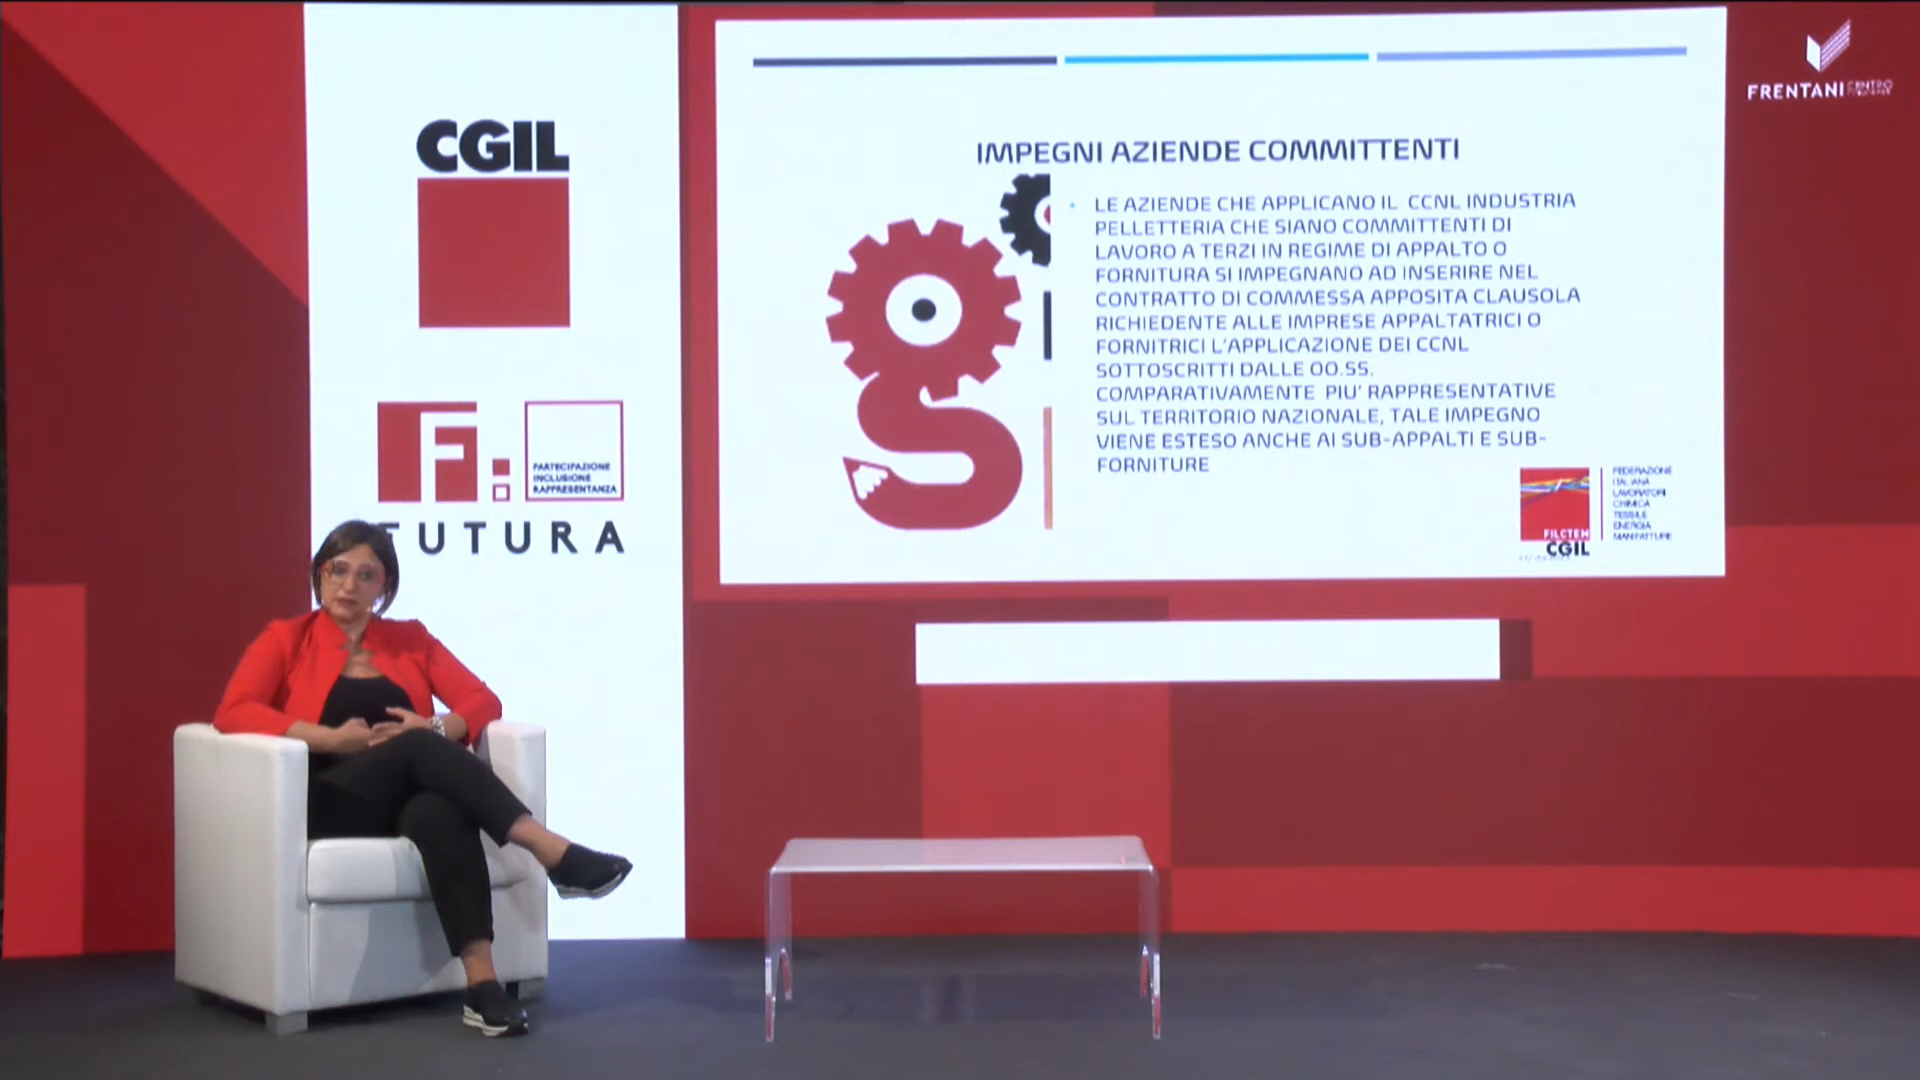 CGIL
F:
PARTECIPAZIONE
INCLUSIONE
RAPPRESENTANZA
FUTURA
IMPEGNI AZIENDE COMMITTENTI
• LE AZIENDE CHE APPLICANO IL CCNL INDUSTRIA
PELLETTERIA CHE SIANO COMMITTENTI DI
LAVORO A TERZI IN REGIME DI APPALTO O
FORNITURA SI IMPEGNANO AD INSERIRE NEL
CONTRATTO DI COMMESSA APPOSITA CLAUSOLA
RICHIEDENTE ALLE IMPRESE APPALTATRICI O
FORNITRICI L'APPLICAZIONE DEI CCNL
SOTTOSCRITTI DALLE OO.SS.
COMPARATIVAMENTE PIU' RAPPRESENTATIVE
SUL TERRITORIO NAZIONALE, TALE IMPEGNO
VIENE ESTESO ANCHE AI SUB-APPALTI E SUB-
FORNITURE
FILCTEM
CGIL
FEDERAZIONE
ITALIANA
LAVORATORI
CHIMICA
TESSILE
ENERGIA
MANIFATTURE
FRENTANI CENTRO